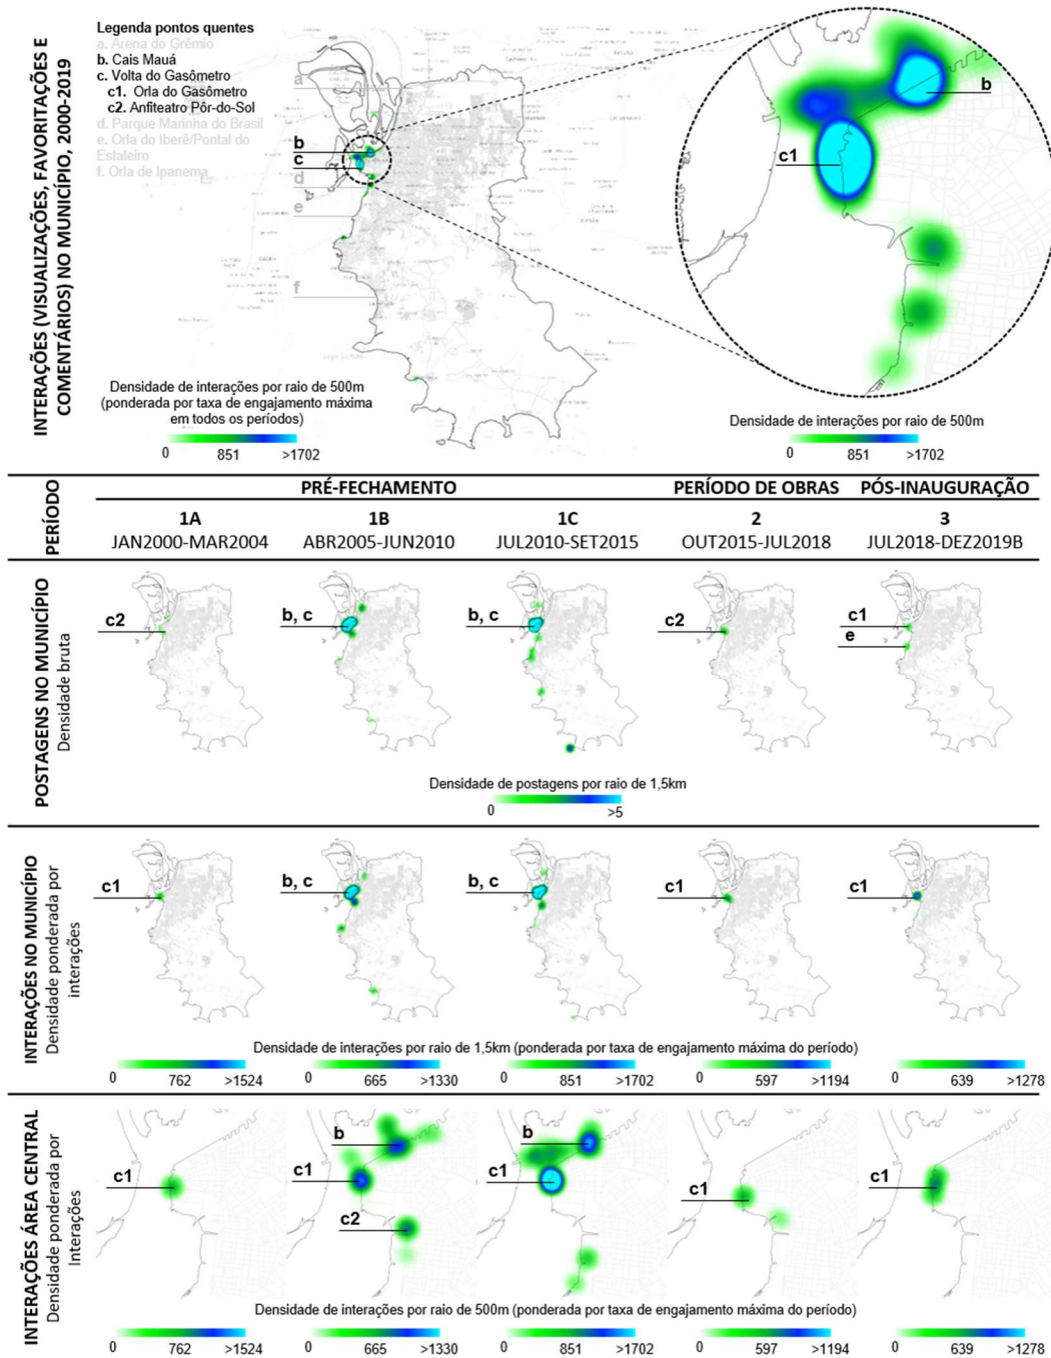 INTERAÇÕES (VISUALIZAÇÕES, FAVORITAÇÕES E
COMENTÁRIOS) NO MUNICÍPIO, 2000-2019
Legenda pontos quentes
a. Arena do Grêmio
b. Cais Mauá
c. Volta do Gasômetro
c1. Orla do Gasômetro
c2. Anfiteatro Pôr-do-Sol
d. Parque Marinha do Brasil
e. Orla do Iberê/Pontal do
Estaleiro
f. Orla de Ipanema
a
b
c
d
e
f
b
c1
Densidade de interações por raio de 500m
(ponderada por taxa de engajamento máxima
em todos os períodos)
0 851 >1702
Densidade de interações por raio de 500m
0 851 >1702
PERÍODO
PRÉ-FECHAMENTO PERÍODO DE OBRAS PÓS-INAUGURAÇÃO
1A 1B 1C 2 3
JAN2000-MAR2004 ABR2005-JUN2010 JUL2010-SET2015 OUT2015-JUL2018 JUL2018-DEZ2019B
POSTAGENS NO MUNICÍPIO
Densidade bruta
c2 b, c b, c c2 c1
e
Densidade de postagens por raio de 1,5km
0 >5
INTERAÇÕES NO MUNICÍPIO
Densidade ponderada por
interações
c1 b, c b, c c1 c1
Densidade de interações por raio de 1,5km (ponderada por taxa de engajamento máxima do período)
0 762 >1524 0 665 >1330 0 851 >1702 0 597 >1194 0 639 >1278
INTERAÇÕES ÁREA CENTRAL
Densidade ponderada por
Interações
b b
c1 c1 c1 c1 c1
c2
Densidade de interações por raio de 500m (ponderada por taxa de engajamento máxima do período)
0 762 >1524 0 665 >1330 0 851 >1702 0 597 >1194 0 639 >1278